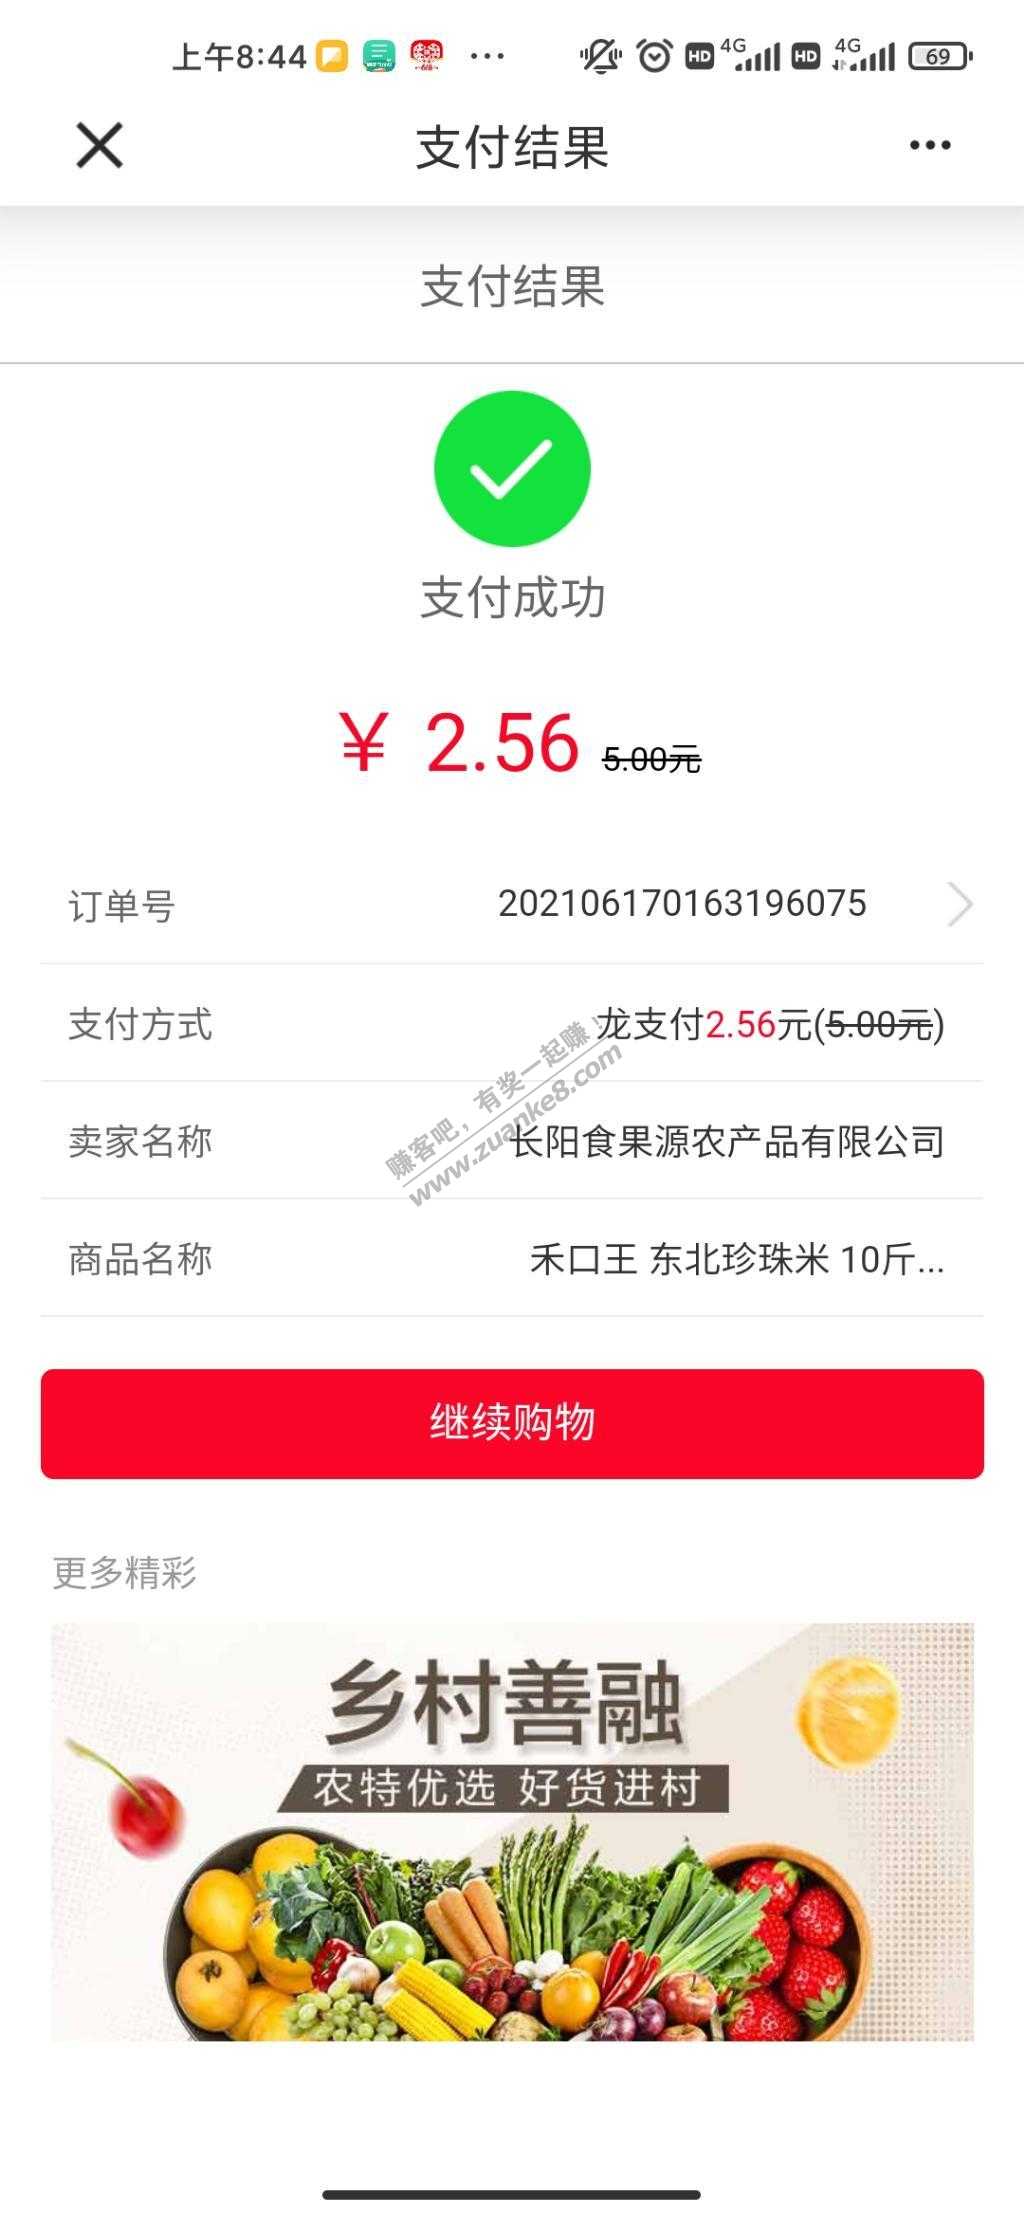 上午8:44 ... HD 4G HD 4G 69
支付结果 ...
支付结果
支付成功
¥ 2.56 5.00元
订单号 202106170163196075
支付方式 龙支付2.56元(5.00元)
卖家名称 长阳食果源农产品有限公司
商品名称 禾口王 东北珍珠米 10斤...
赚客吧，有奖一起赚！
www.zuanke8.com
继续购物
更多精彩
乡村善融
农特优选 好货进村